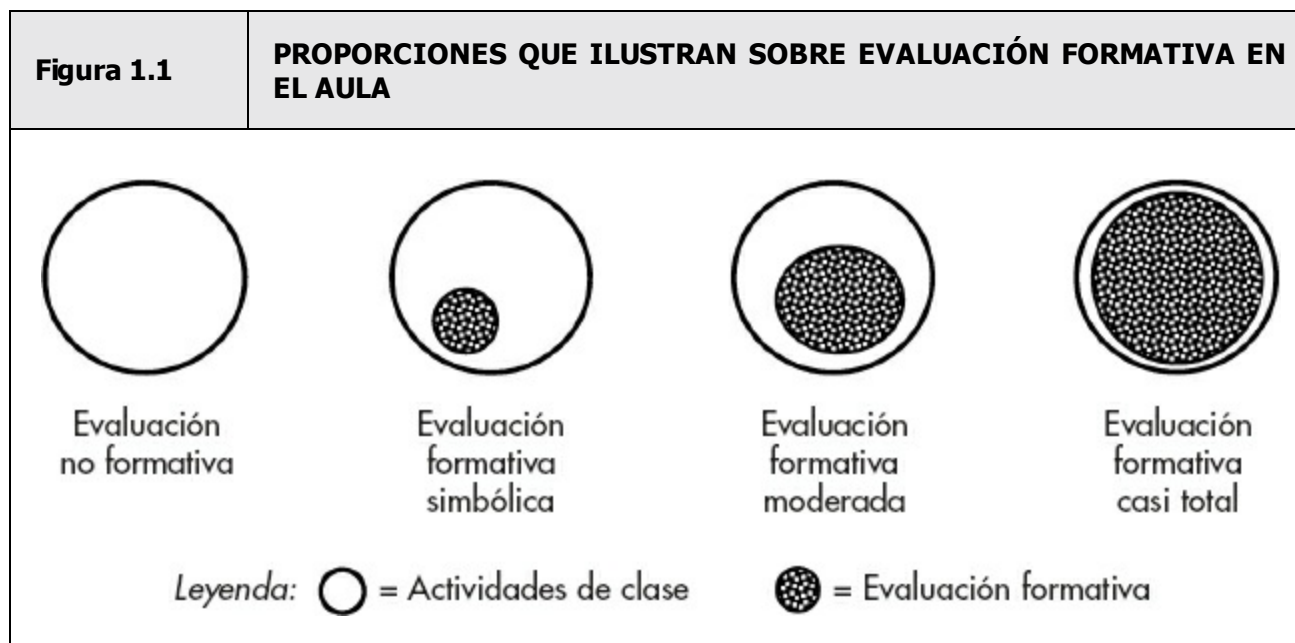 Figura 1.1
PROPORCIONES QUE ILUSTRAN SOBRE EVALUACIÓN FORMATIVA EN
EL AULA
Evaluación
no formativa
Evaluación
formativa
simbólica
Evaluación
formativa
moderada
Evaluación
formativa
casi total
Leyenda: = Actividades de clase = Evaluación formativa